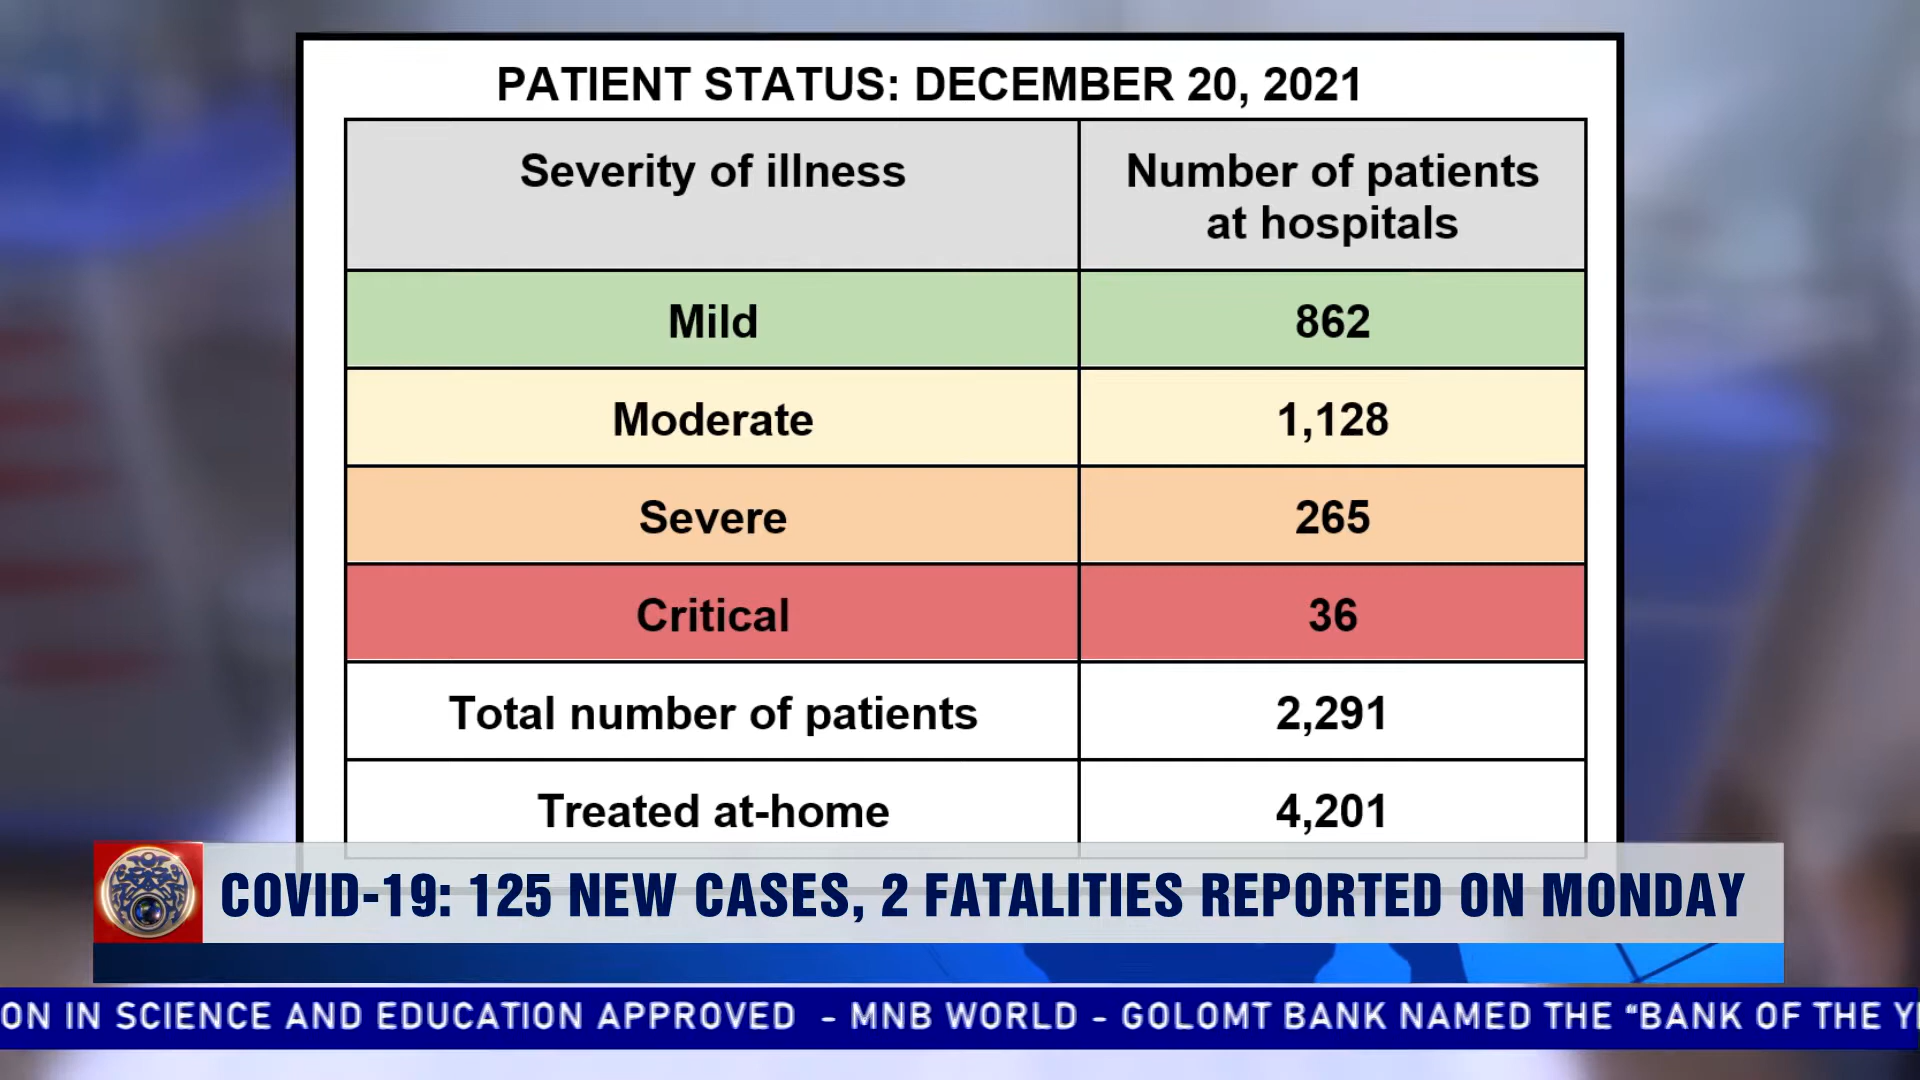 PATIENT STATUS: DECEMBER 20, 2021
Severity of illness
Number of patients
at hospitals
Mild
862
Moderate
1,128
Severe
265
Critical
36
Total number of patients
2,291
Treated at-home
4,201
COVID-19: 125 NEW CASES, 2 FATALITIES REPORTED ON MONDAY
ON IN SCIENCE AND EDUCATION APPROVED - MNB WORLD - GOLOMT BANK NAMED THE “BANK OF THE